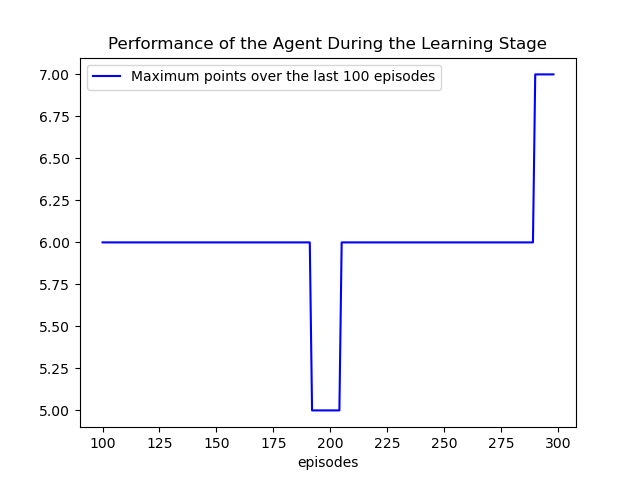 Performance of the Agent During the Learning Stage
Maximum points over the last 100 episodes
7.00
6.75
6.50
6.25
6.00
5.75
5.50
5.25
5.00
100 125 150 175 200 225 250 275 300
episodes